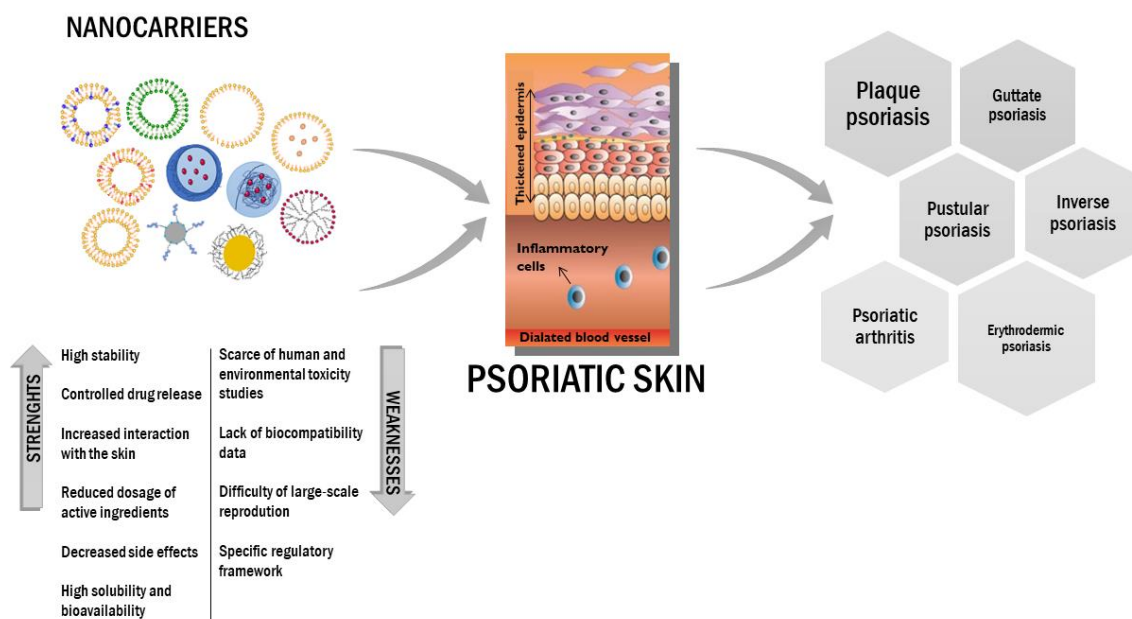 NANOCARRIERS
STRENGHTS
High stability
Controlled drug release
Increased interaction
with the skin
Reduced dosage of
active ingredients
Decreased side effects
High solubility and
bioavailability
Scarce of human and
environmental toxicity
studies
Lack of biocompatibility
data
Difficulty of large-scale
reprodution
Specific regulatory
framework
WEAKNESSES
Thickened epidermis
Inflammatory
cells
Dialated blood vessel
PSORIATIC SKIN
Plaque
psoriasis
Guttate
psoriasis
Pustular
psoriasis
Inverse
psoriasis
Psoriatic
arthritis
Erythrodermic
psoriasis